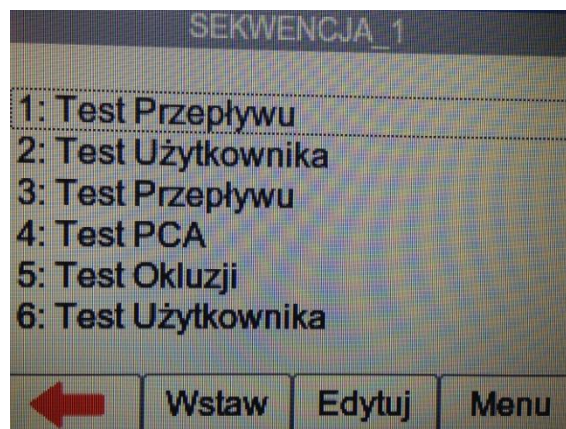 SEKWENCJA_1
1: Test Przepływu
2: Test Użytkownika
3: Test Przepływu
4: Test PCA
5: Test Okluzji
6: Test Użytkownika
Wstaw Edytuj Menu